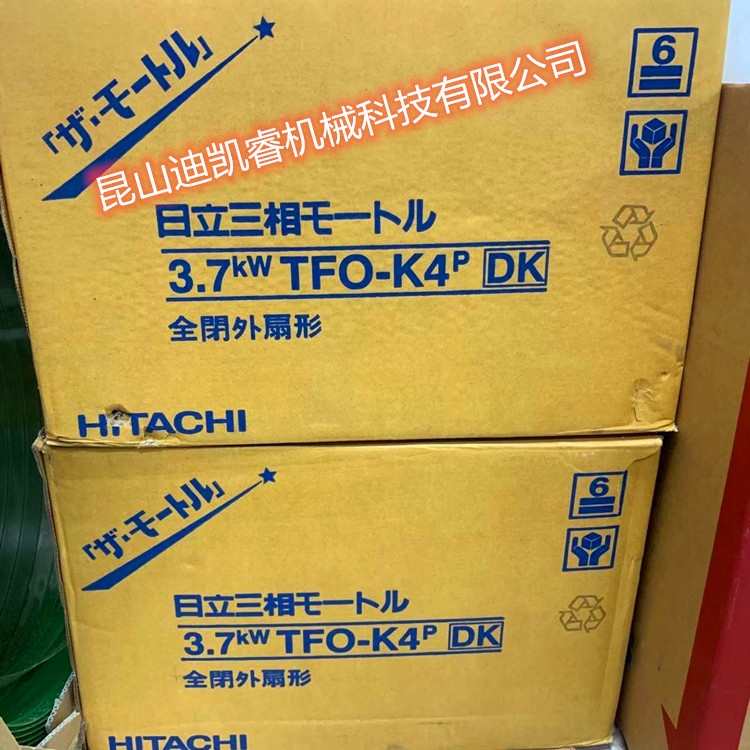 「ザ・モートル」
昆山迪凯睿机械科技有限公司
6
日立三相モートル
3.7kW TFO-K4P DK
全閉外扇形
HITACHI
「ザ・モートル」
6
日立三相モートル
3.7kW TFO-K4P DK
全閉外扇形
HITACHI